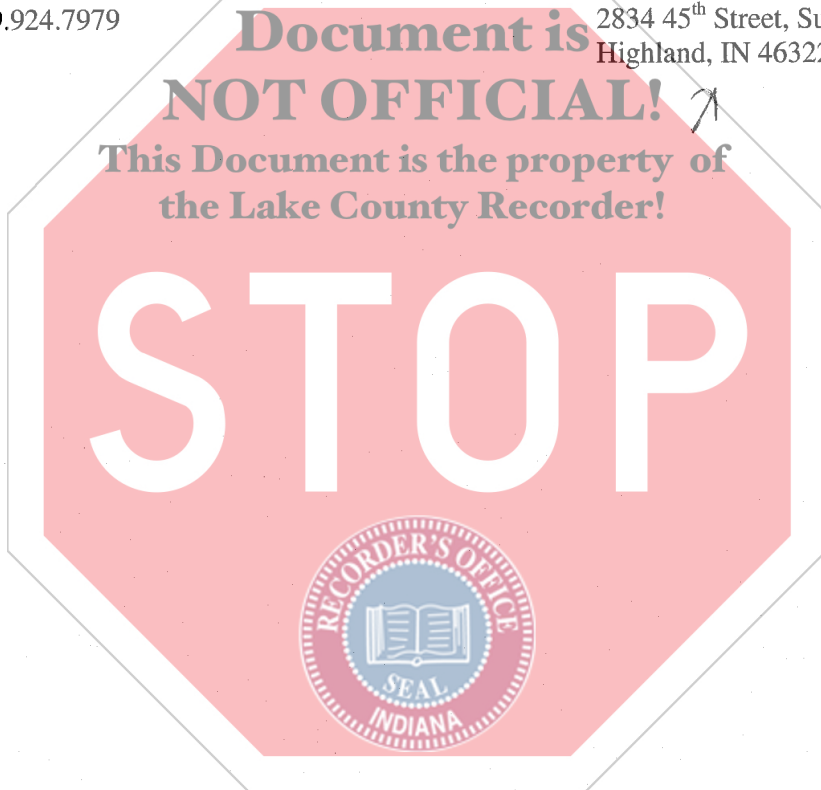 .924.7979
2834 45th Street, Su
Highland, IN 46322
Document is
NOT OFFICIAL!
This Document is the property of
the Lake County Recorder!
STOP
RECORDER'S OFFICE
SEAL
INDIANA